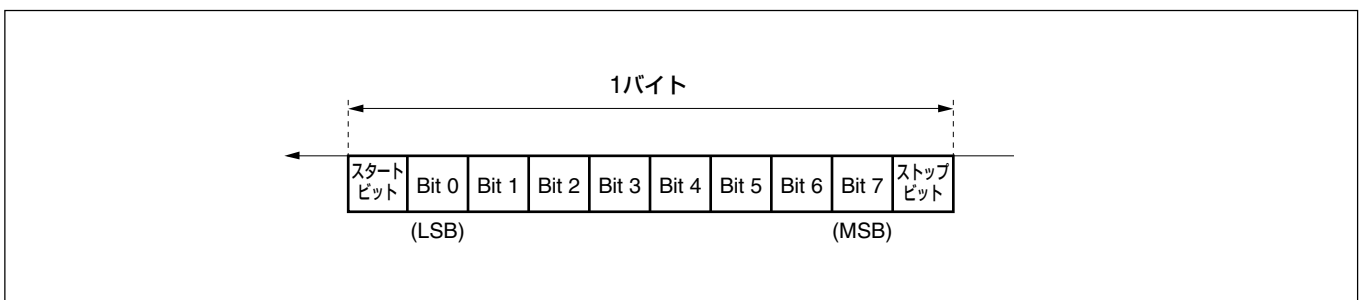 1バイト
スタート
ビット
Bit 0
Bit 1
Bit 2
Bit 3
Bit 4
Bit 5
Bit 6
Bit 7
ストップ
ビット
(LSB)
(MSB)